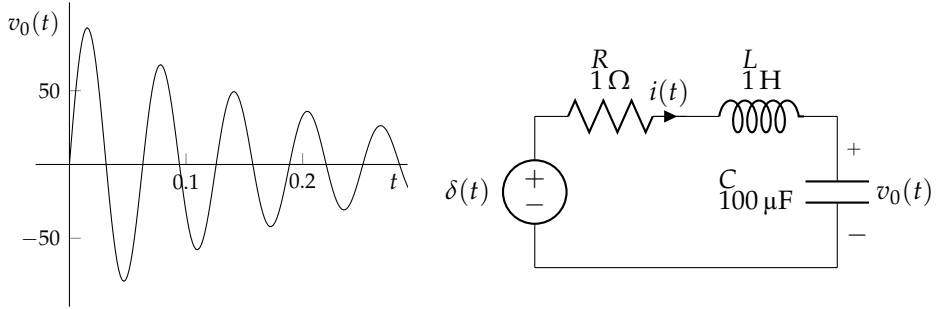 v₀(t)
50
−50
0.1
0.2
t
R
1 Ω
i(t)
L
1 H
δ(t)
+
−
C
100 µF
+
v₀(t)
−